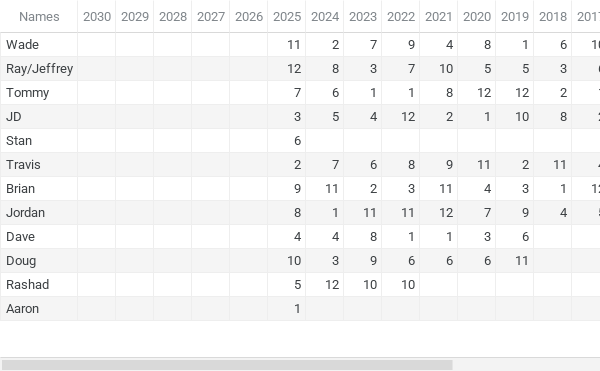 Names 2030 2029 2028 2027 2026 2025 2024 2023 2022 2021 2020 2019 2018
Wade 11 2 7 9 4 8 1 6
Ray/Jeffrey 12 8 3 7 10 5 5 3
Tommy 7 6 1 1 8 12 12 2
JD 3 5 4 12 2 1 10 8
Stan 6
Travis 2 7 6 8 9 11 2 11
Brian 9 11 2 3 11 4 3 1
Jordan 8 1 11 11 12 7 9 4
Dave 4 4 8 1 1 3 6
Doug 10 3 9 6 6 6 11
Rashad 5 12 10 10
Aaron 1